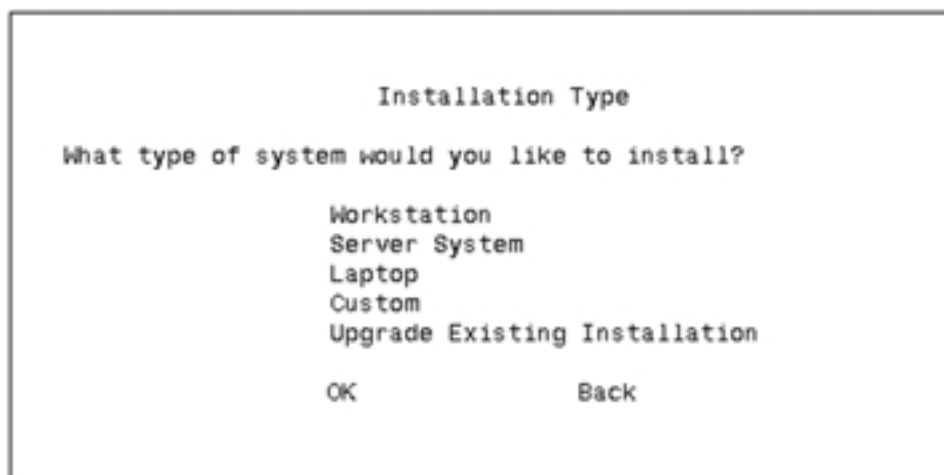 Installation Type
What type of system would you like to install?
Workstation
Server System
Laptop
Custom
Upgrade Existing Installation
OK Back